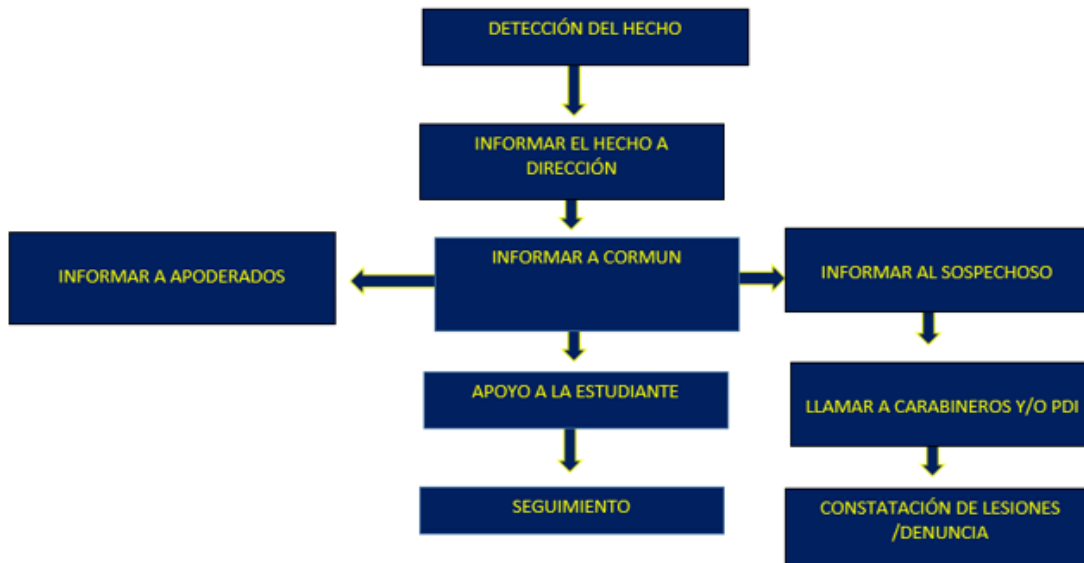 DETECCIÓN DEL HECHO
INFORMAR EL HECHO A
DIRECCIÓN
INFORMAR A APODERADOS
INFORMAR A CORMUN
INFORMAR AL SOSPECHOSO
APOYO A LA ESTUDIANTE
LLAMAR A CARABINEROS Y/O PDI
SEGUIMIENTO
CONSTATACIÓN DE LESIONES
/DENUNCIA